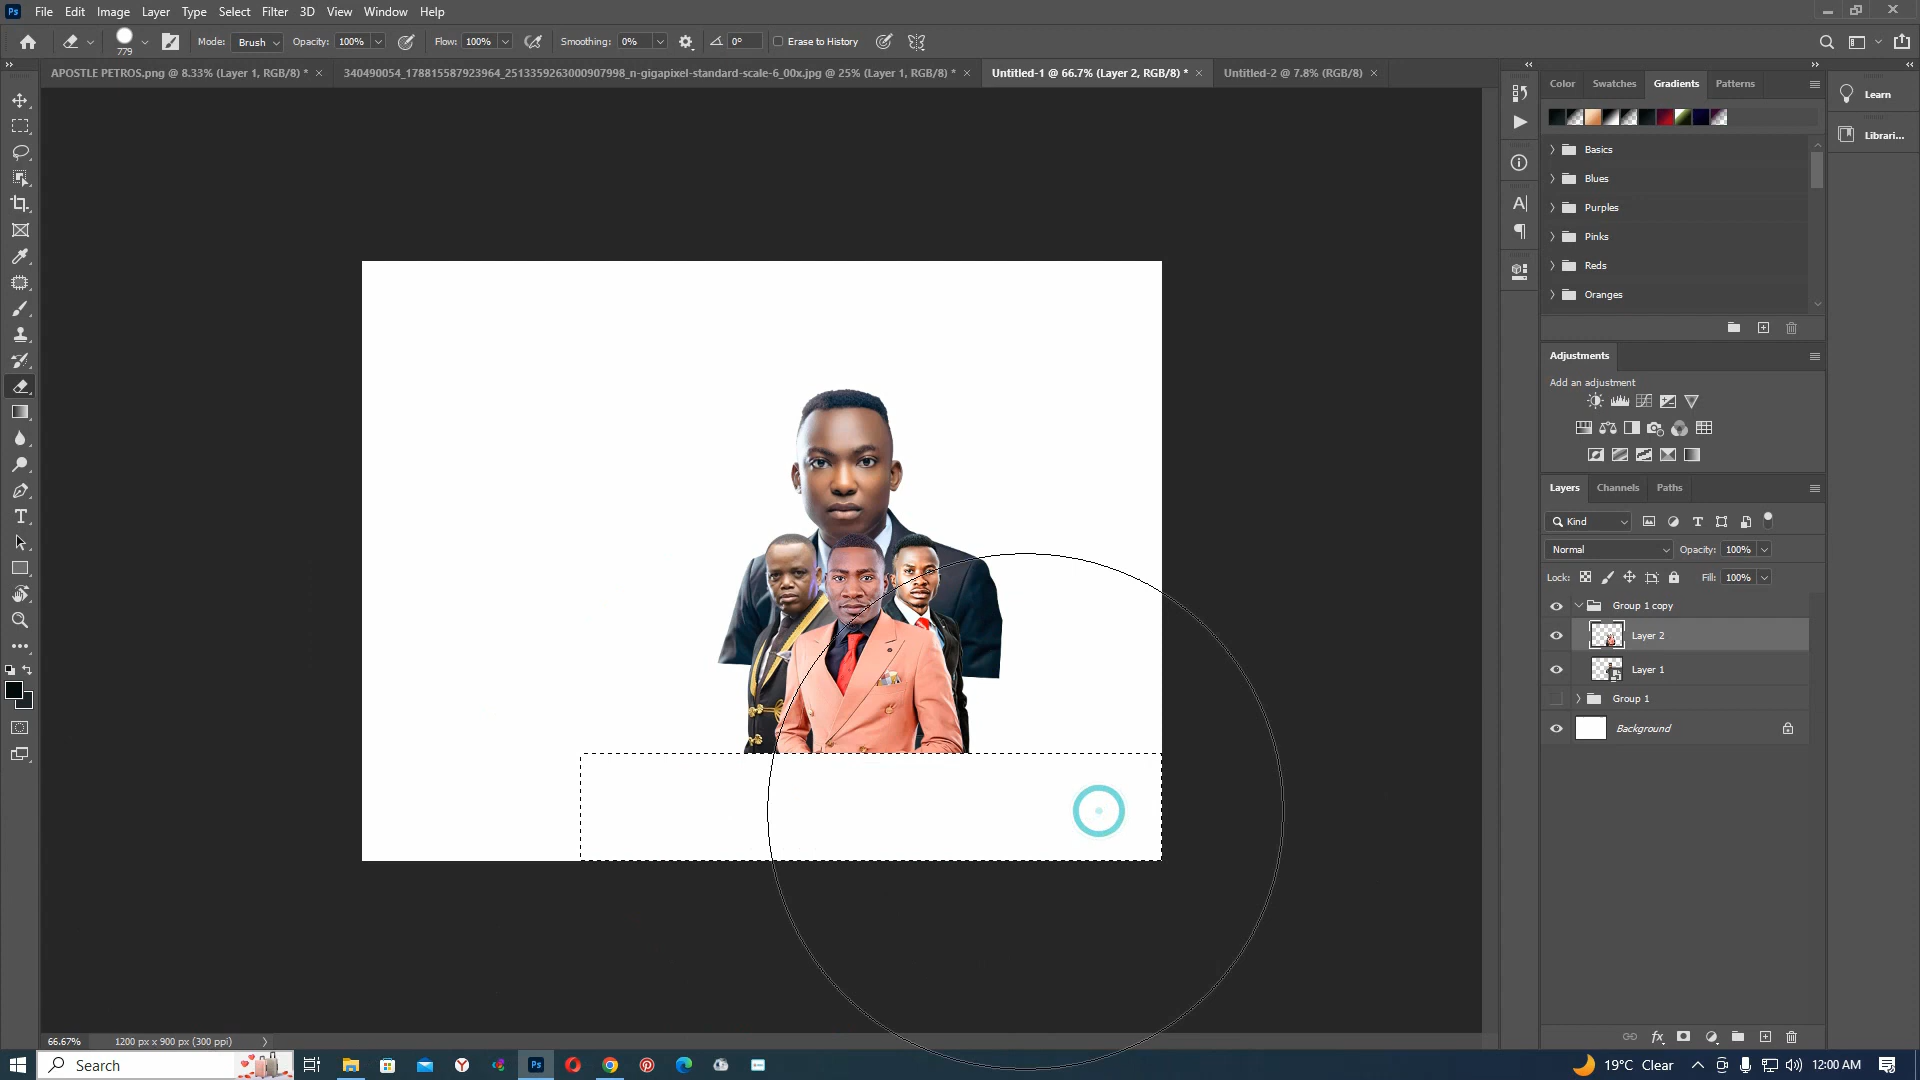 Ps File Edit Image Layer Type Select Filter 3D View Window Help
779 Mode: Brush Opacity: 100% Flow: 100% Smoothing: 0% 0° Erase to History
APOSTLE PETROS.png @ 8.33% (Layer 1, RGB/8) * × 340490054_178815587923964_2513359263000907998_n-gigapixel-standard-scale-6_00x.jpg @ 25% (Layer 1, RGB/8) * × Untitled-1 @ 66.7% (Layer 2, RGB/8) * × Untitled-2 @ 7.8% (RGB/8) ×
Color Swatches Gradients Patterns
Learn
Librari...
Basics
Blues
Purples
Pinks
Reds
Oranges
Adjustments
Add an adjustment
Layers Channels Paths
Kind
Normal Opacity: 100%
Lock: Fill: 100%
Group 1 copy
Layer 2
Layer 1
Group 1
Background
fx
66.67% 1200 px x 900 px (300 ppi)
Search Ps 19°C Clear 12:00 AM